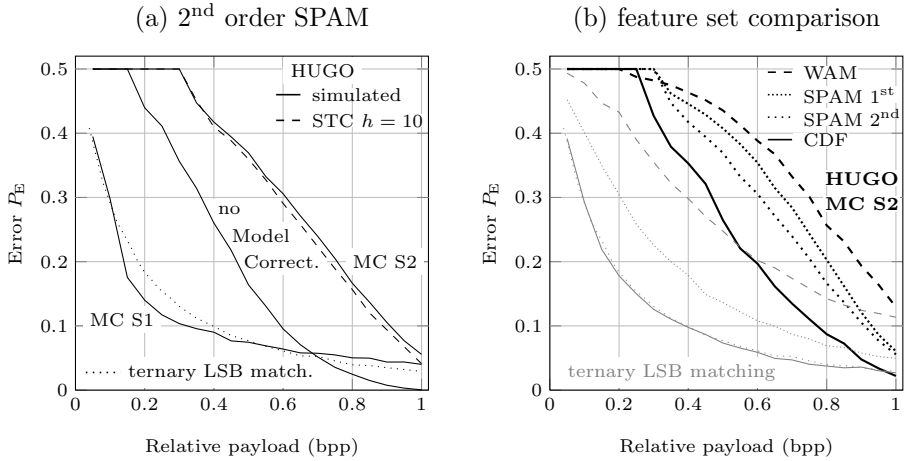 (a) 2nd order SPAM
0.5
0.4
0.3
0.2
0.1
0
Error PE
HUGO
simulated
STC h = 10
no
Model
Correct.
MC S2
MC S1
ternary LSB match.
0 0.2 0.4 0.6 0.8 1
Relative payload (bpp)
(b) feature set comparison
0.5
0.4
0.3
0.2
0.1
0
Error PE
WAM
SPAM 1st
SPAM 2nd
CDF
HUGO
MC S2
ternary LSB matching
0 0.2 0.4 0.6 0.8 1
Relative payload (bpp)